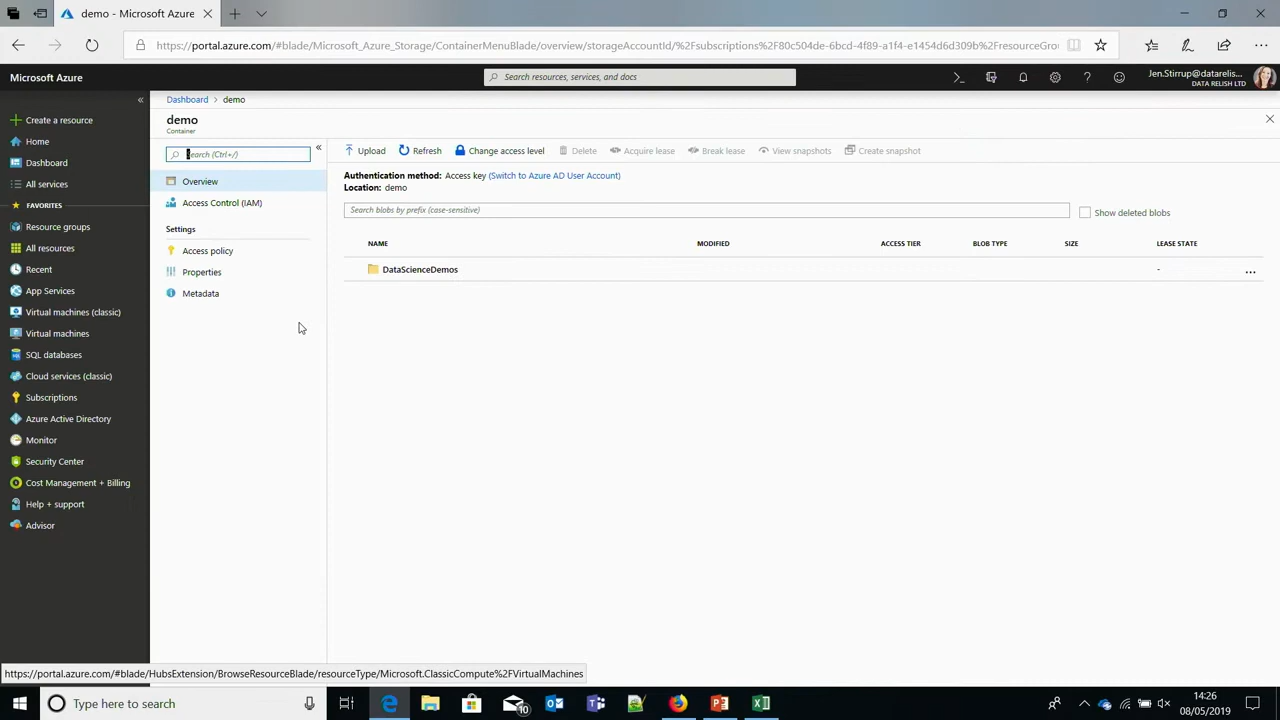 demo - Microsoft Azure
https://portal.azure.com/#blade/Microsoft_Azure_Storage/ContainerMenuBlade/overview/storageAccountId/%2Fsubscriptions%2F80c504de-6bcd-4f89-a1f4-e1454d6d309b%2FresourceGrou
Microsoft Azure
Search resources, services, and docs
Jen.Stirrup@datarelis...
DATA RELISH LTD
Create a resource
Home
Dashboard
All services
FAVORITES
Resource groups
All resources
Recent
App Services
Virtual machines (classic)
Virtual machines
SQL databases
Cloud services (classic)
Subscriptions
Azure Active Directory
Monitor
Security Center
Cost Management + Billing
Help + support
Advisor
Dashboard > demo
demo
Container
Search (Ctrl+/)
Overview
Access Control (IAM)
Settings
Access policy
Properties
Metadata
Upload Refresh Change access level Delete Acquire lease Break lease View snapshots Create snapshot
Authentication method: Access key (Switch to Azure AD User Account)
Location: demo
Search blobs by prefix (case-sensitive)
Show deleted blobs
NAME MODIFIED ACCESS TIER BLOB TYPE SIZE LEASE STATE
DataScienceDemos - ...
https://portal.azure.com/#blade/HubsExtension/BrowseResourceBlade/resourceType/Microsoft.ClassicCompute%2FVirtualMachines
Type here to search
10
14:26
08/05/2019